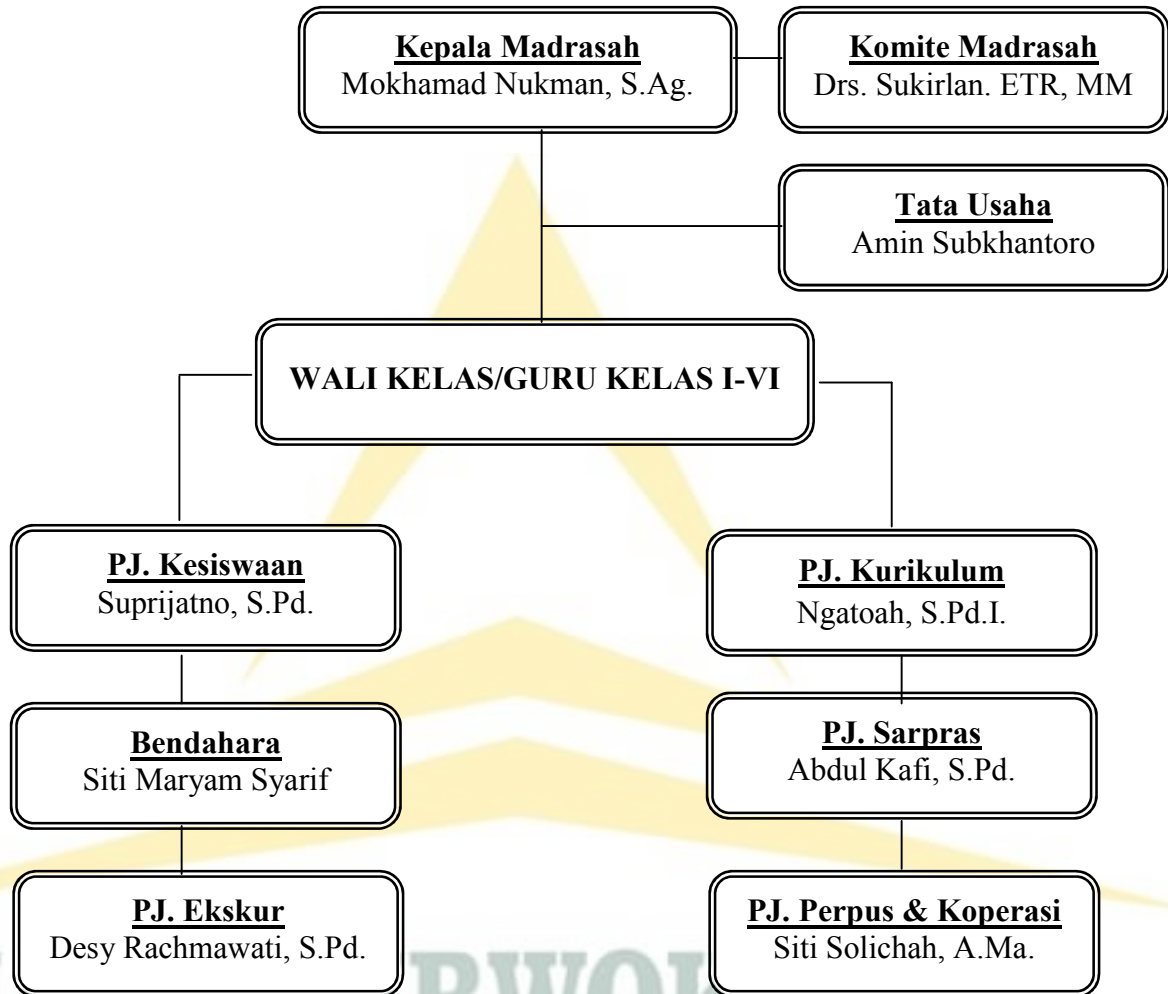 Kepala Madrasah
Mokhamad Nukman, S.Ag.
Komite Madrasah
Drs. Sukirlan. ETR, MM
Tata Usaha
Amin Subkhantoro
WALI KELAS/GURU KELAS I-VI
PJ. Kesiswaan
Suprijatno, S.Pd.
PJ. Kurikulum
Ngatoah, S.Pd.I.
Bendahara
Siti Maryam Syarif
PJ. Sarpras
Abdul Kafi, S.Pd.
PJ. Ekskur
Desy Rachmawati, S.Pd.
PJ. Perpus & Koperasi
Siti Solichah, A.Ma.